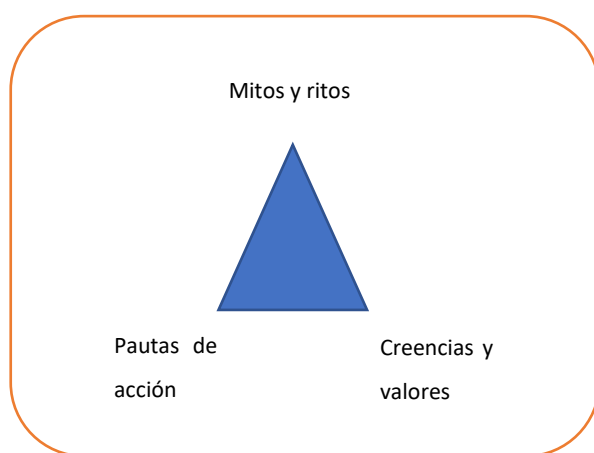 Mitos y ritos
Pautas de
acción
Creencias y
valores